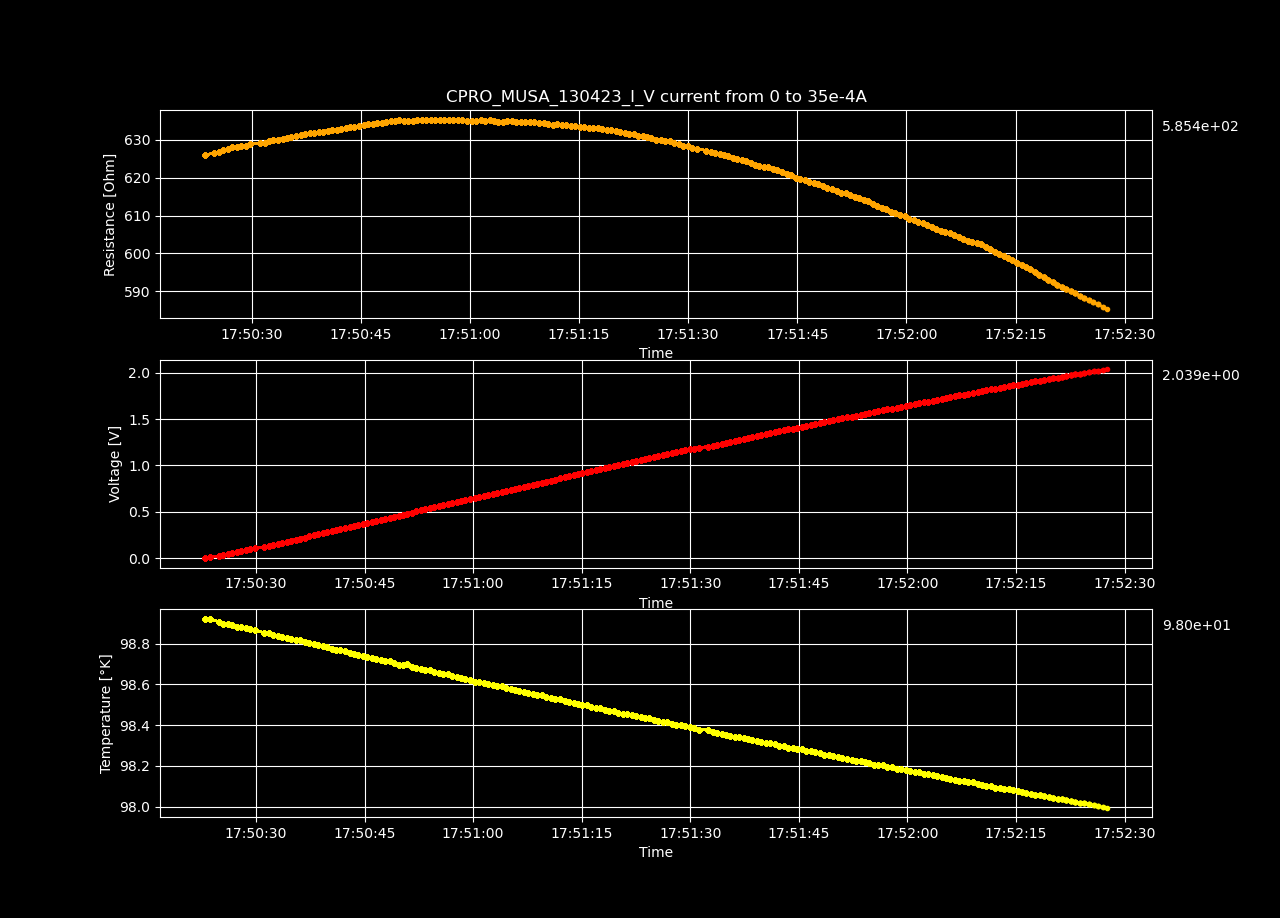 CPRO_MUSA_130423_I_V current from 0 to 35e-4A
5.854e+02
Resistance [Ohm]
630
620
610
600
590
17:50:30 17:50:45 17:51:00 17:51:15 17:51:30 17:51:45 17:52:00 17:52:15 17:52:30
Time
2.039e+00
Voltage [V]
2.0
1.5
1.0
0.5
0.0
17:50:30 17:50:45 17:51:00 17:51:15 17:51:30 17:51:45 17:52:00 17:52:15 17:52:30
Time
9.80e+01
Temperature [°K]
98.8
98.6
98.4
98.2
98.0
17:50:30 17:50:45 17:51:00 17:51:15 17:51:30 17:51:45 17:52:00 17:52:15 17:52:30
Time